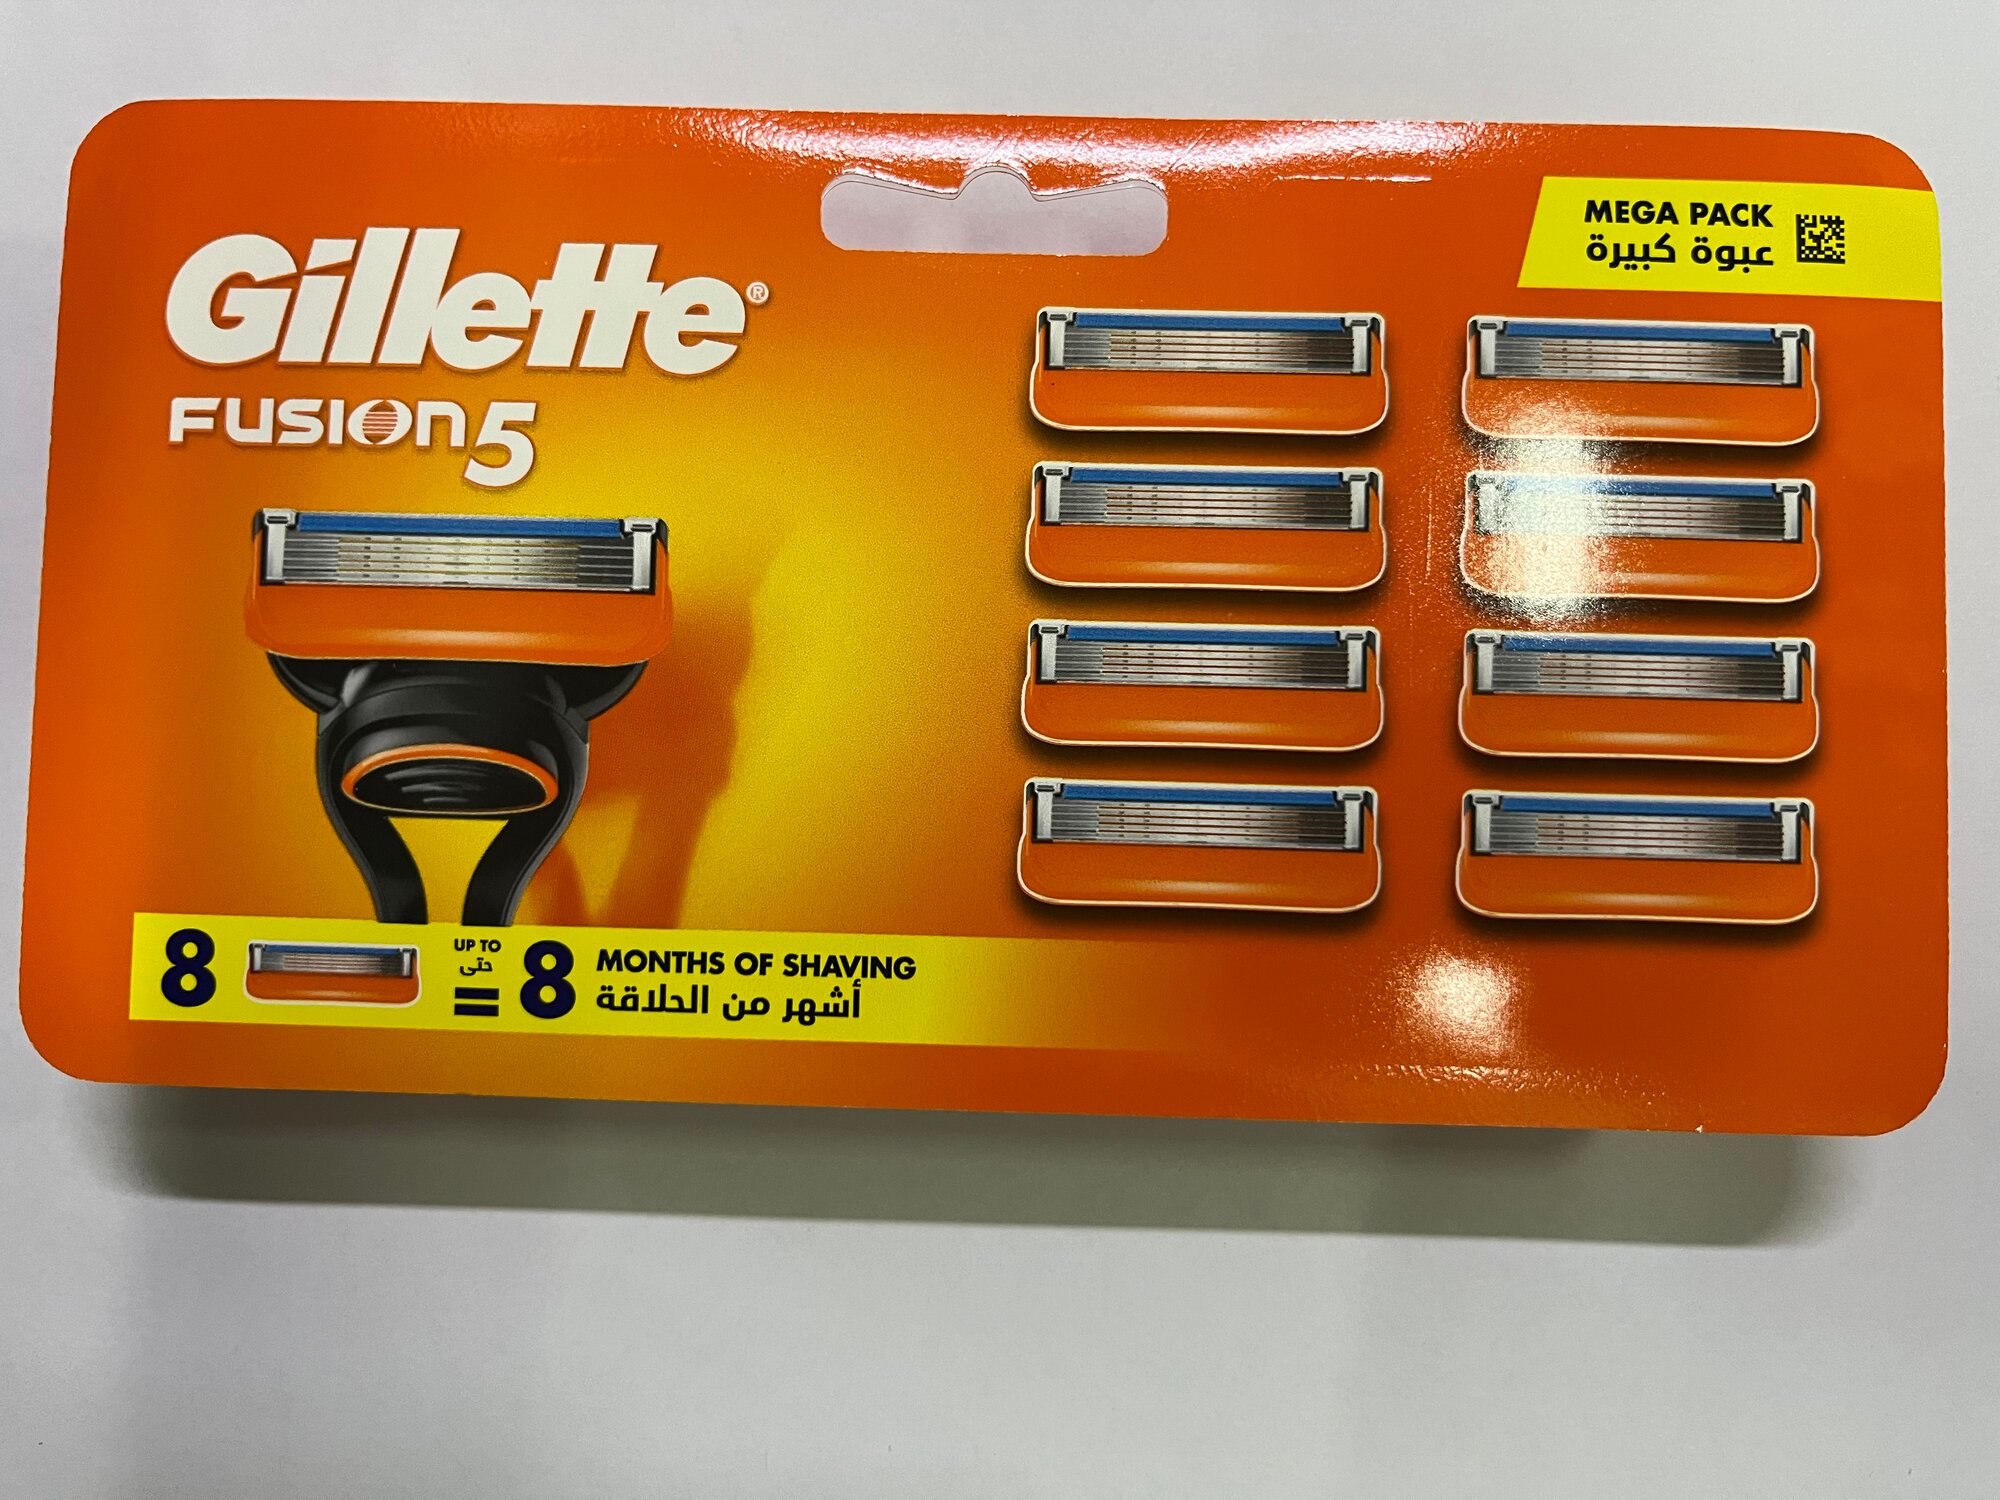 Gillette®
FUSION5
MEGA PACK
عبوة كبيرة
8
UP TO
حتى
=
8
MONTHS OF SHAVING
أشهر من الحلاقة